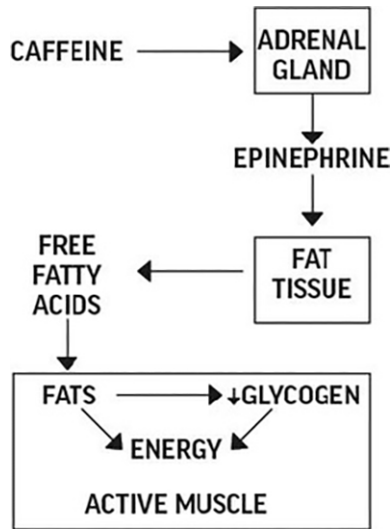 CAFFEINE
ADRENAL
GLAND
EPINEPHRINE
FAT
TISSUE
FREE
FATTY
ACIDS
FATS
↓GLYCOGEN
ENERGY
ACTIVE MUSCLE